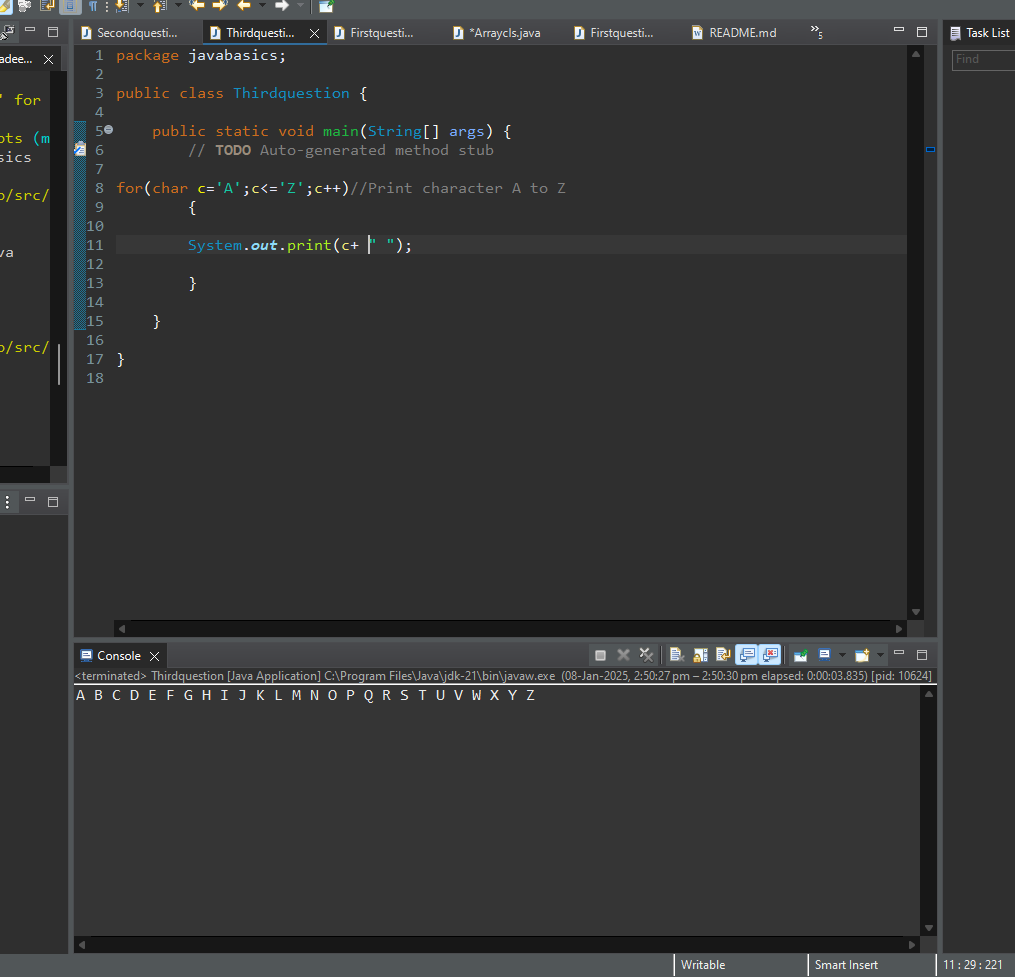 Secondquesti... Thirdquesti... Firstquesti... *Arraycls.java Firstquesti... README.md »5
Task List
Find
adee...
' for
pts (m
sics
o/src/
va
o/src/
1 package javabasics;
2
3 public class Thirdquestion {
4
5 public static void main(String[] args) {
6 // TODO Auto-generated method stub
7
8 for(char c='A';c<='Z';c++)//Print character A to Z
9 {
10
11 System.out.print(c+ " ");
12
13 }
14
15 }
16
17 }
18
Console
<terminated> Thirdquestion [Java Application] C:\Program Files\Java\jdk-21\bin\javaw.exe (08-Jan-2025, 2:50:27 pm – 2:50:30 pm elapsed: 0:00:03.835) [pid: 10624]
A B C D E F G H I J K L M N O P Q R S T U V W X Y Z
Writable Smart Insert 11 : 29 : 221